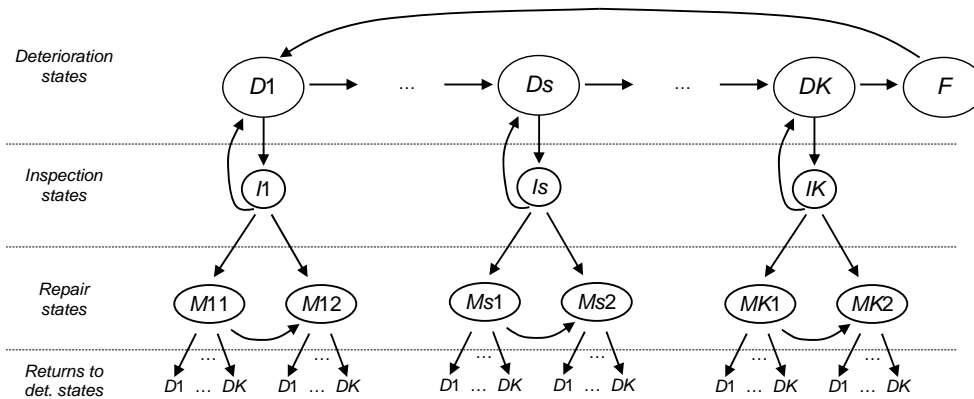 Deterioration
states
D1 ... Ds ... DK F
Inspection
states
I1 Is IK
Repair
states
M11 M12 Ms1 Ms2 MK1 MK2
... ... ... ... ... ...
Returns to
det. states
D1 ... DK D1 ... DK D1 ... DK D1 ... DK D1 ... DK D1 ... DK